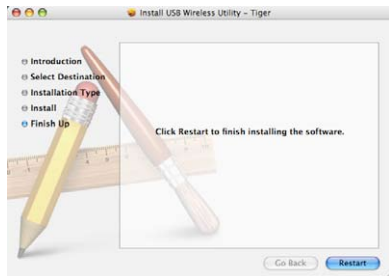 Install USB Wireless Utility - Tiger
Introduction
Select Destination
Installation Type
Install
Finish Up
Click Restart to finish installing the software.
Go Back
Restart